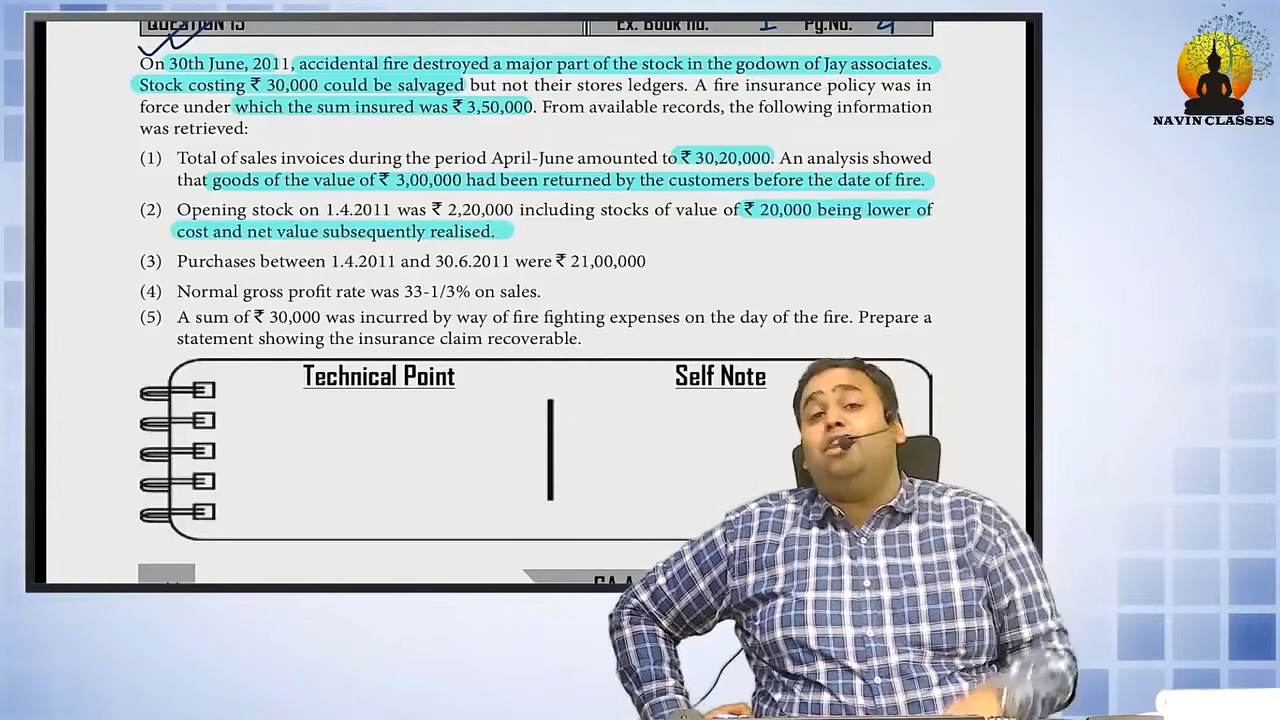 QUESTION 15 Ex. Book no. I Pg.No. 4
On 30th June, 2011, accidental fire destroyed a major part of the stock in the godown of Jay associates.
Stock costing ₹ 30,000 could be salvaged but not their stores ledgers. A fire insurance policy was in
force under which the sum insured was ₹ 3,50,000. From available records, the following information
was retrieved:
(1) Total of sales invoices during the period April-June amounted to ₹ 30,20,000. An analysis showed
that goods of the value of ₹ 3,00,000 had been returned by the customers before the date of fire.
(2) Opening stock on 1.4.2011 was ₹ 2,20,000 including stocks of value of ₹ 20,000 being lower of
cost and net value subsequently realised.
(3) Purchases between 1.4.2011 and 30.6.2011 were ₹ 21,00,000
(4) Normal gross profit rate was 33-1/3% on sales.
(5) A sum of ₹ 30,000 was incurred by way of fire fighting expenses on the day of the fire. Prepare a
statement showing the insurance claim recoverable.
Technical Point
Self Note
NAVIN CLASSES